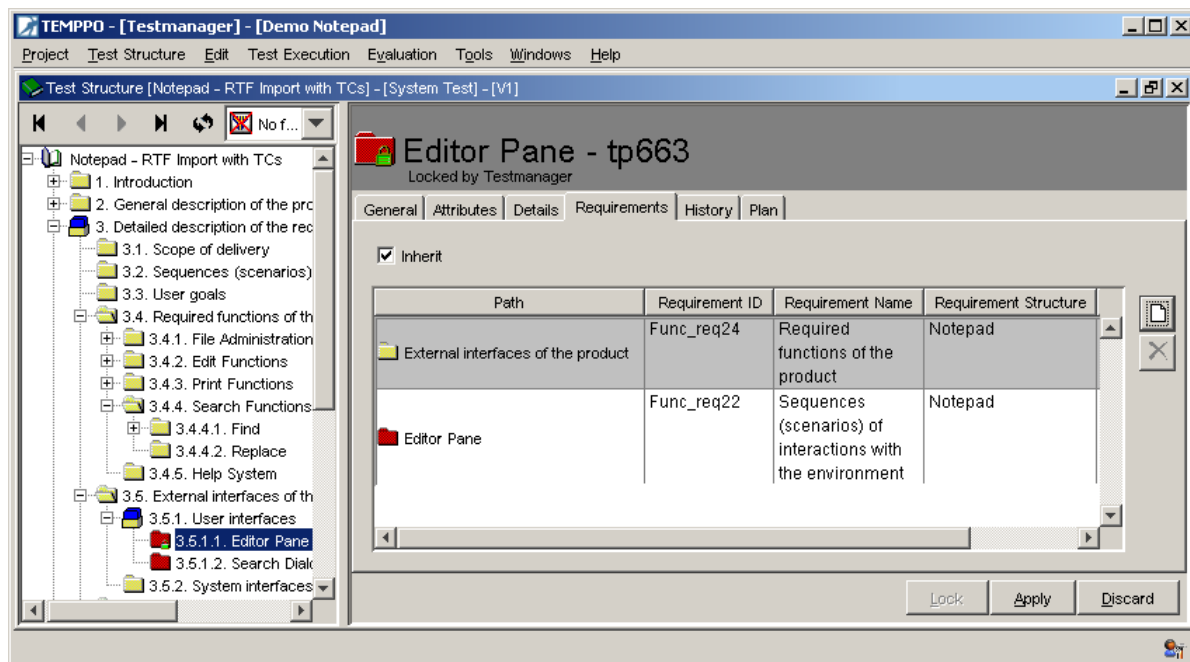 TEMPPO - [Testmanager] - [Demo Notepad]
Project Test Structure Edit Test Execution Evaluation Tools Windows Help
Test Structure [Notepad - RTF Import with TCs] - [System Test] - [V1]
No f...
Notepad - RTF Import with TCs
1. Introduction
2. General description of the prc
3. Detailed description of the rec
3.1. Scope of delivery
3.2. Sequences (scenarios)
3.3. User goals
3.4. Required functions of th
3.4.1. File Administration
3.4.2. Edit Functions
3.4.3. Print Functions
3.4.4. Search Functions
3.4.4.1. Find
3.4.4.2. Replace
3.4.5. Help System
3.5. External interfaces of th
3.5.1. User interfaces
3.5.1.1. Editor Pane
3.5.1.2. Search Dialo
3.5.2. System interfaces
Editor Pane - tp663
Locked by Testmanager
General Attributes Details Requirements History Plan
Inherit
Path Requirement ID Requirement Name Requirement Structure
External interfaces of the product Func_req24 Required Notepad
functions of the
product
Editor Pane Func_req22 Sequences Notepad
(scenarios) of
interactions with
the environment
Lock Apply Discard